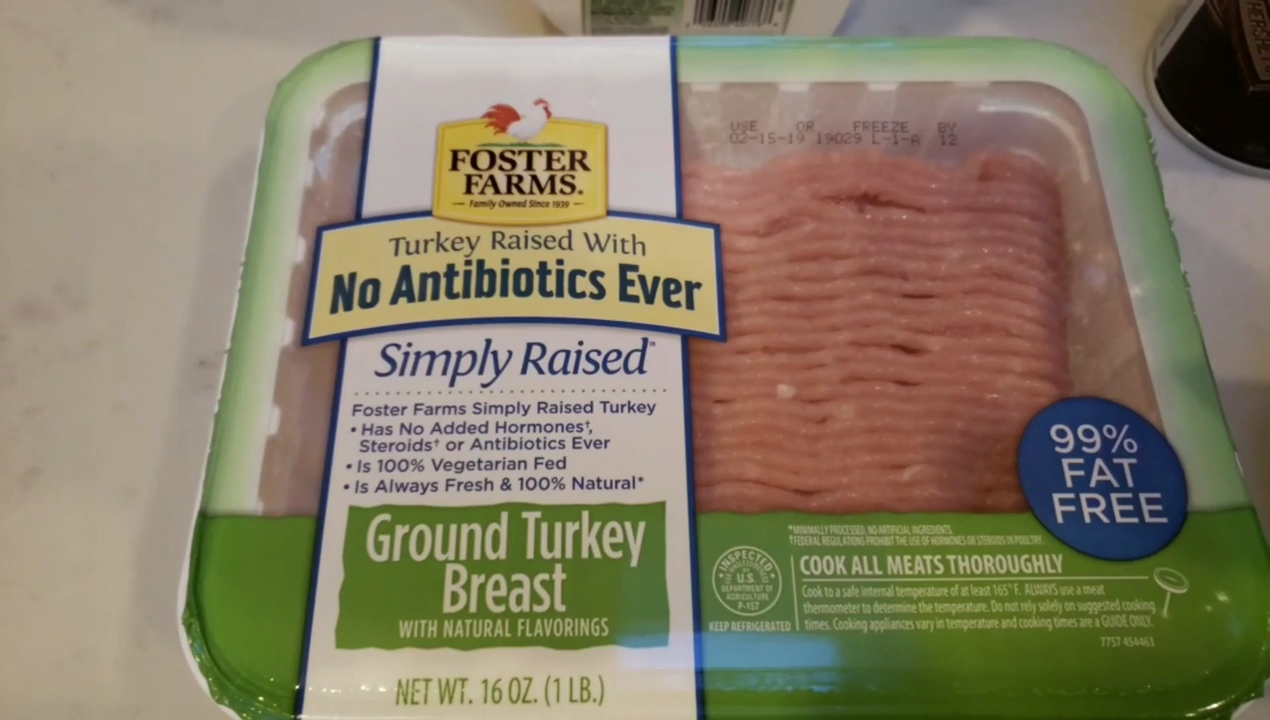 FOSTER
FARMS.
Family Owned Since 1939
Turkey Raised With
No Antibiotics Ever
Simply Raised™
Foster Farms Simply Raised Turkey
• Has No Added Hormones†,
Steroids† or Antibiotics Ever
• Is 100% Vegetarian Fed
• Is Always Fresh & 100% Natural*
Ground Turkey
Breast
WITH NATURAL FLAVORINGS
NET WT. 16 OZ. (1 LB.)
USE OR FREEZE BY
02-15-19 19029 L-1-A 12
99%
FAT
FREE
*MINIMALLY PROCESSED, NO ARTIFICIAL INGREDIENTS.
†FEDERAL REGULATIONS PROHIBIT THE USE OF HORMONES OR STEROIDS IN POULTRY.
INSPECTED
U.S.
DEPARTMENT OF
AGRICULTURE
P-157
KEEP REFRIGERATED
COOK ALL MEATS THOROUGHLY
Cook to a safe internal temperature of at least 165° F. ALWAYS use a meat
thermometer to determine the temperature. Do not rely solely on suggested cooking
times. Cooking appliances vary in temperature and cooking times are a GUIDE ONLY.
7757 454463
HERSHEY